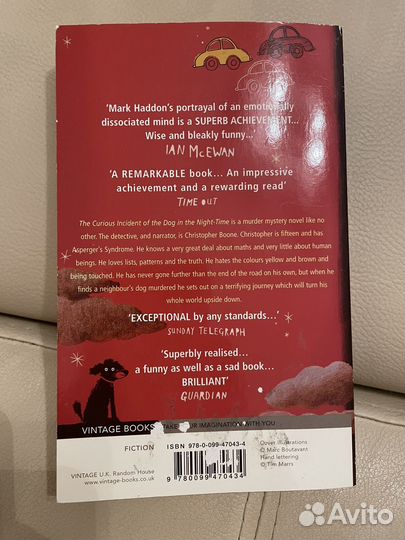 'Mark Haddon's portrayal of an emotionally
dissociated mind is a SUPERB ACHIEVEMENT...
Wise and bleakly funny...'
IAN McEWAN
'A REMARKABLE book... An impressive
achievement and a rewarding read'
TIME OUT
The Curious Incident of the Dog in the Night-Time is a murder mystery novel like no
other. The detective, and narrator, is Christopher Boone. Christopher is fifteen and has
Asperger's Syndrome. He knows a very great deal about maths and very little about human
beings. He loves lists, patterns and the truth. He hates the colours yellow and brown and
being touched. He has never gone further than the end of the road on his own, but when he
finds a neighbour's dog murdered he sets out on a terrifying journey which will turn his
whole world upside down.
'EXCEPTIONAL by any standards...'
SUNDAY TELEGRAPH
'Superbly realised...
a funny as well as a sad book...
BRILLIANT'
GUARDIAN
VINTAGE BOOKS TAKE YOUR IMAGINATION WITH YOU
FICTION
ISBN 978-0-099-47043-4
VINTAGE U.K. Random House
www.vintage-books.co.uk
9 780099 470434
Cover illustrations
© Marc Boutavant
Hand lettering
© Tim Marrs
Avito